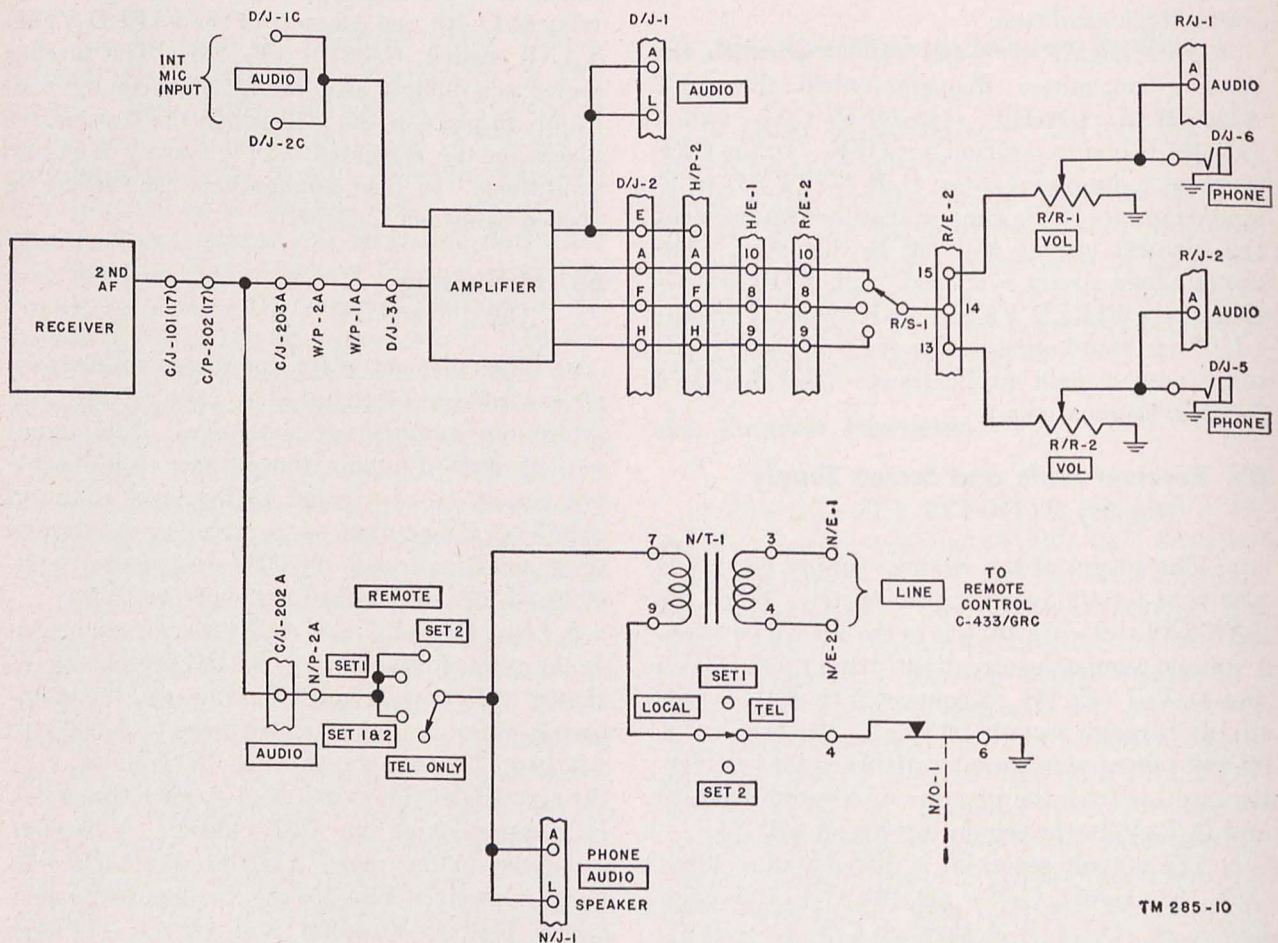 D/J-1C
INT
MIC
INPUT
AUDIO
D/J-2C
D/J-1
A
L
AUDIO
R/J-1
A
AUDIO
D/J-6
PHONE
R/R-1
VOL
R/J-2
A
AUDIO
D/J-5
PHONE
R/R-2
VOL
RECEIVER
2 ND
AF
C/J-101 (17)
C/P-202 (17)
C/J-203A
W/P-2A
W/P-1A
D/J-3A
AMPLIFIER
D/J-2
E
A
F
H
H/P-2
A
F
H
H/E-1
10
8
9
R/E-2
10
8
9
R/S-1
R/E-2
15
14
13
C/J-202A
AUDIO
N/P-2A
REMOTE
SET 2
SET1
SET 1&2
TEL ONLY
7
9
N/T-1
3
4
N/E-1
N/E-2
LINE
TO
REMOTE
CONTROL
C-433/GRC
SET1
LOCAL
TEL
SET 2
4
6
N/O-1
A
L
PHONE
AUDIO
SPEAKER
N/J-1
TM 285-10